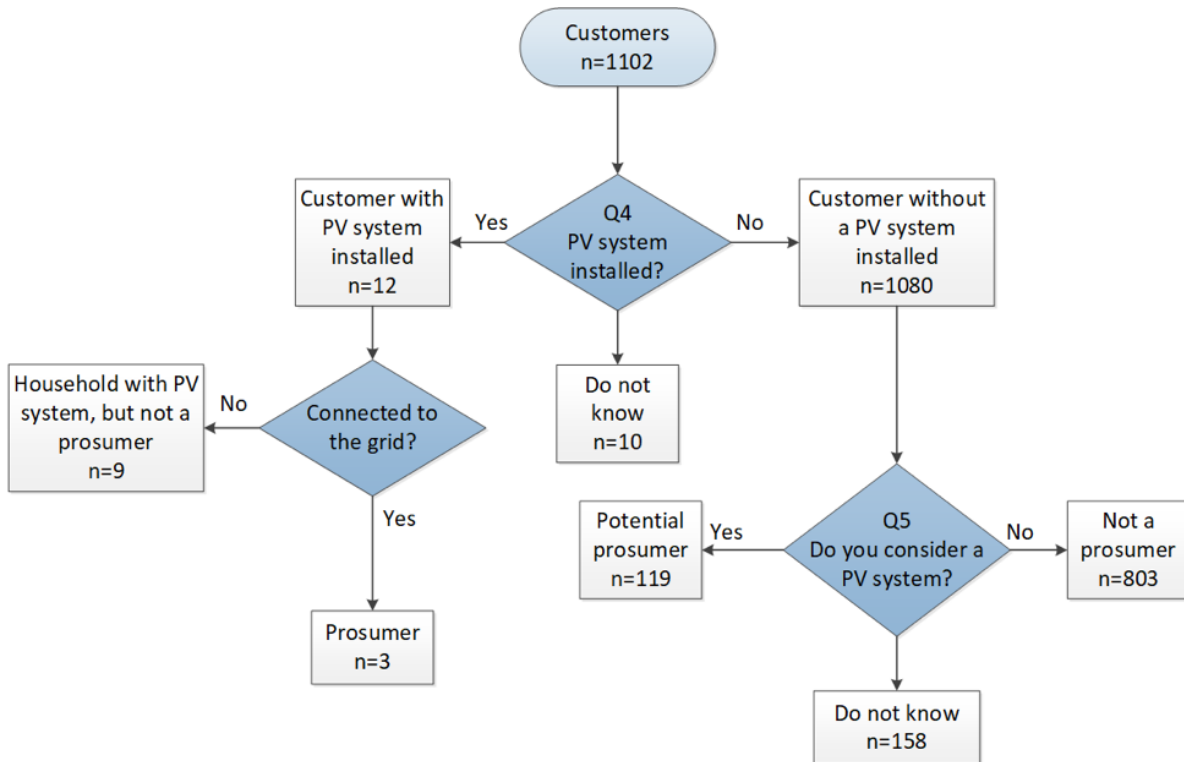 Customers
n=1102
Customer with
PV system
installed
n=12
Yes
Q4
PV system
installed?
No
Customer without
a PV system
installed
n=1080
Household with PV
system, but not a
prosumer
n=9
No
Connected to
the grid?
Do not
know
n=10
Yes
Prosumer
n=3
Potential
prosumer
n=119
Yes
Q5
Do you consider a
PV system?
No
Not a
prosumer
n=803
Do not know
n=158